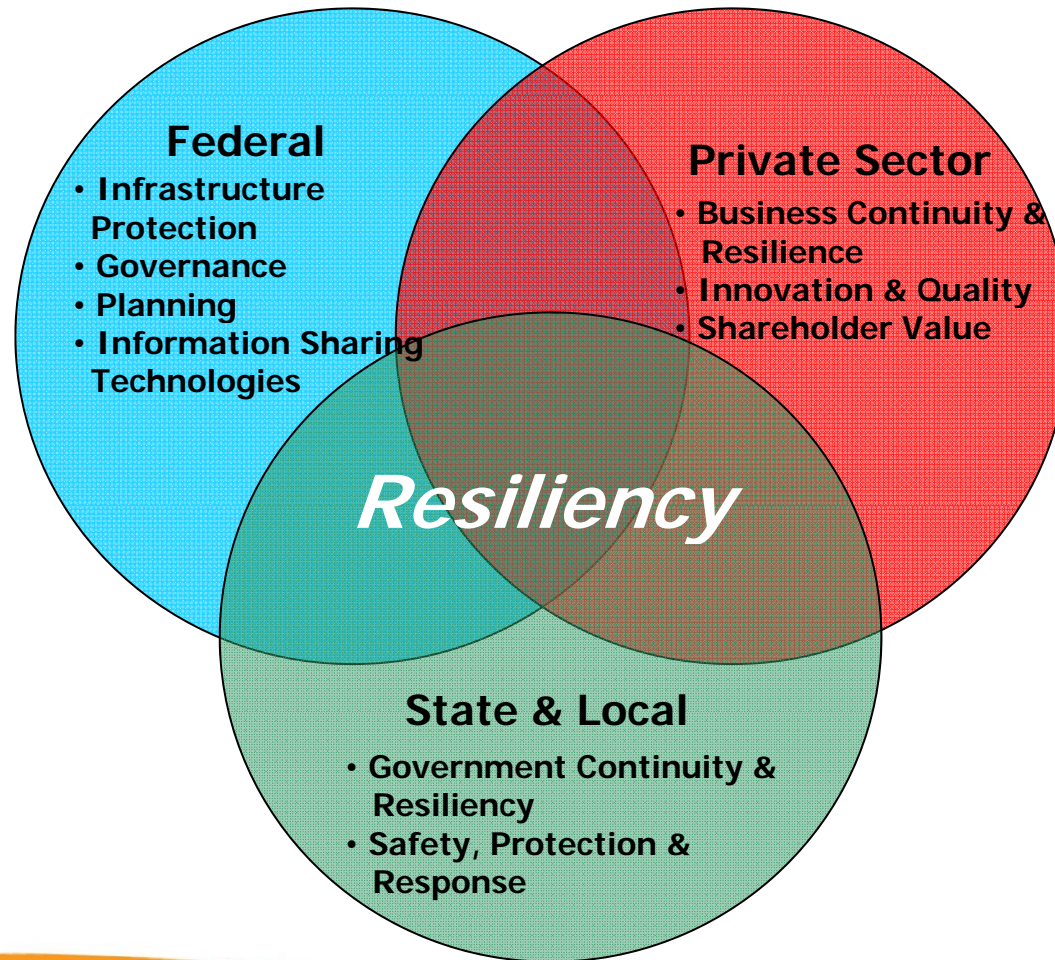 Federal
• Infrastructure
Protection
• Governance
• Planning
• Information Sharing
Technologies
Private Sector
• Business Continuity &
Resilience
• Innovation & Quality
• Shareholder Value
Resiliency
State & Local
• Government Continuity &
Resiliency
• Safety, Protection &
Response